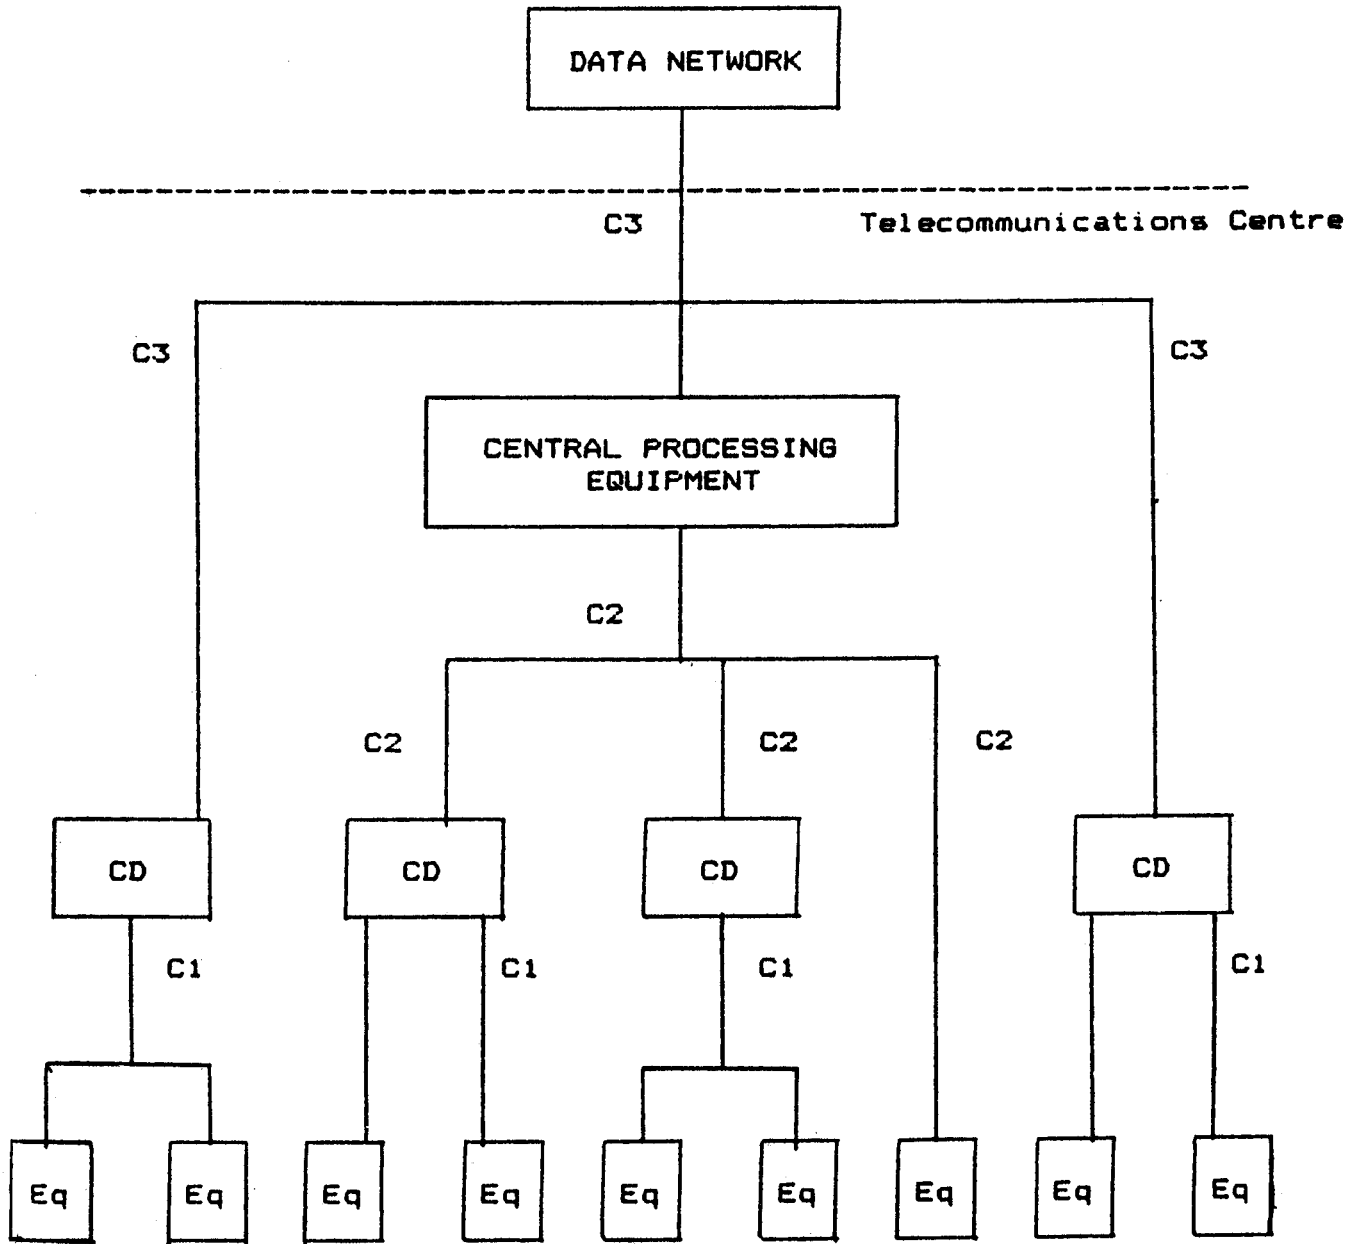 DATA NETWORK
C3
Telecommunications Centre
C3
C3
CENTRAL PROCESSING
EQUIPMENT
C2
C2
C2
C2
CD
CD
CD
CD
C1
C1
C1
C1
Eq
Eq
Eq
Eq
Eq
Eq
Eq
Eq
Eq